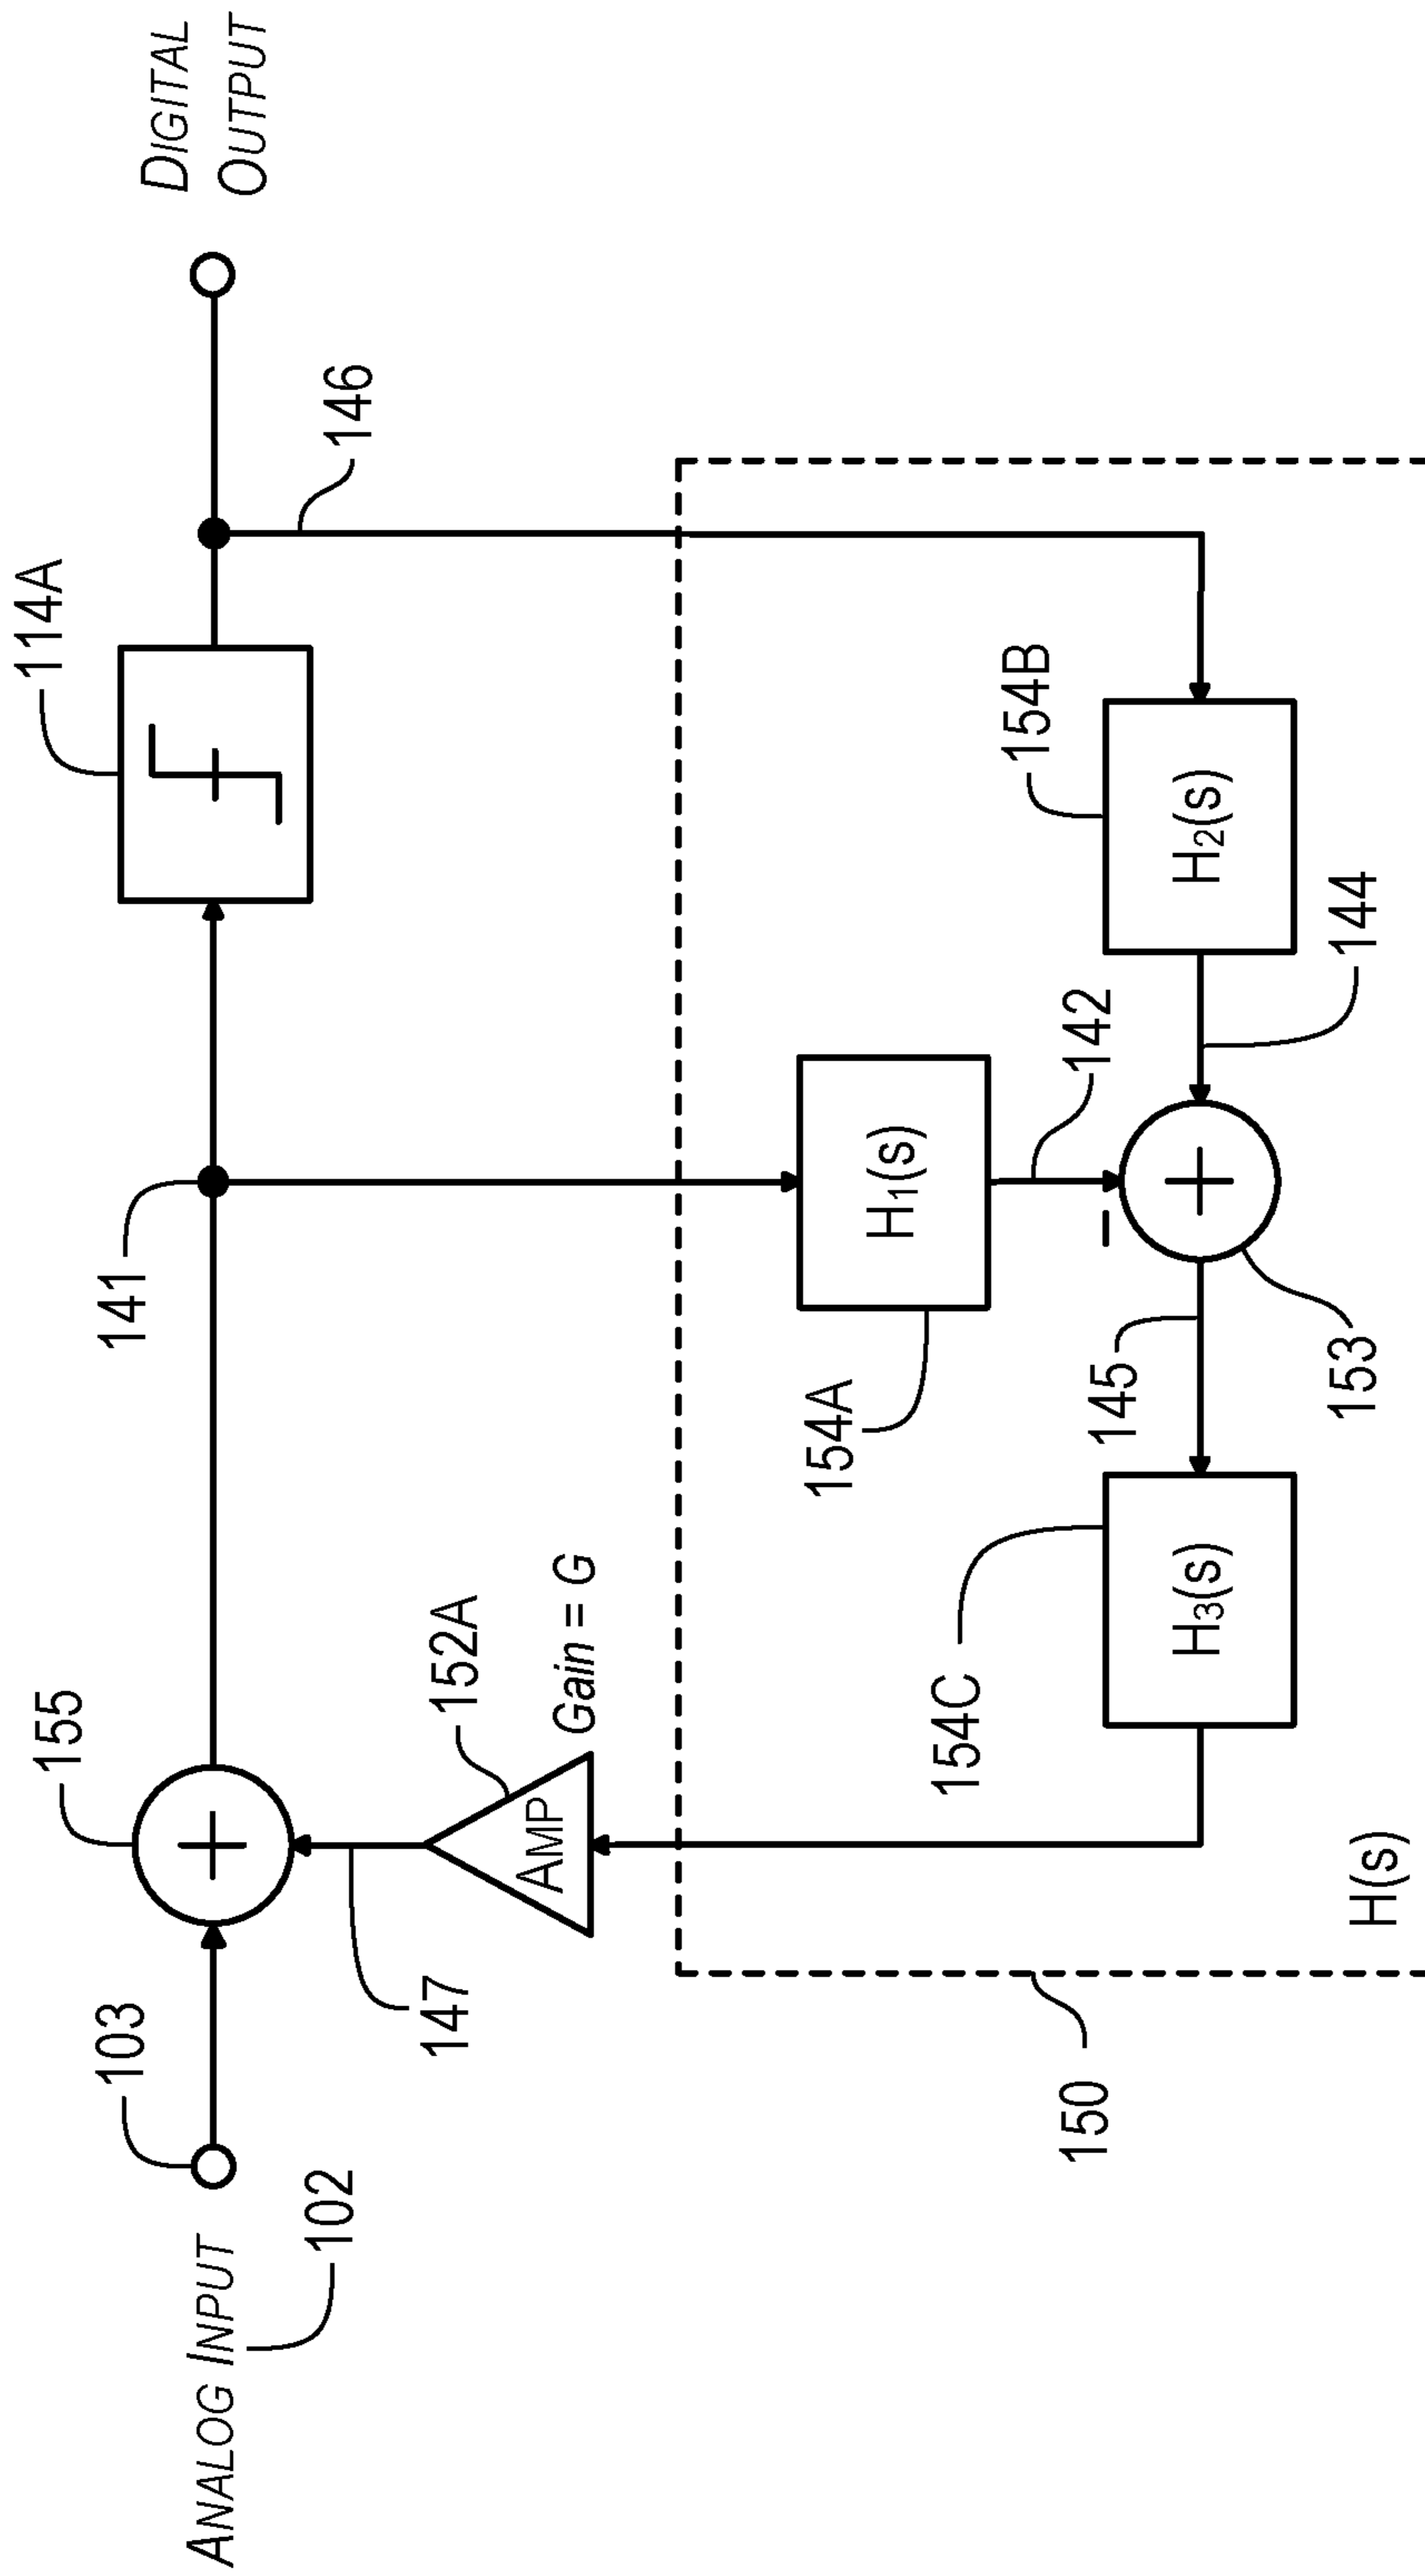 114A
DIGITAL
OUTPUT
155
103
141
ANALOG INPUT
102
147
AMP
152A
Gain = G
146
154A
H₁(s)
142
154B
H₂(s)
144
150
154C
H₃(s)
145
–
153
H(s)